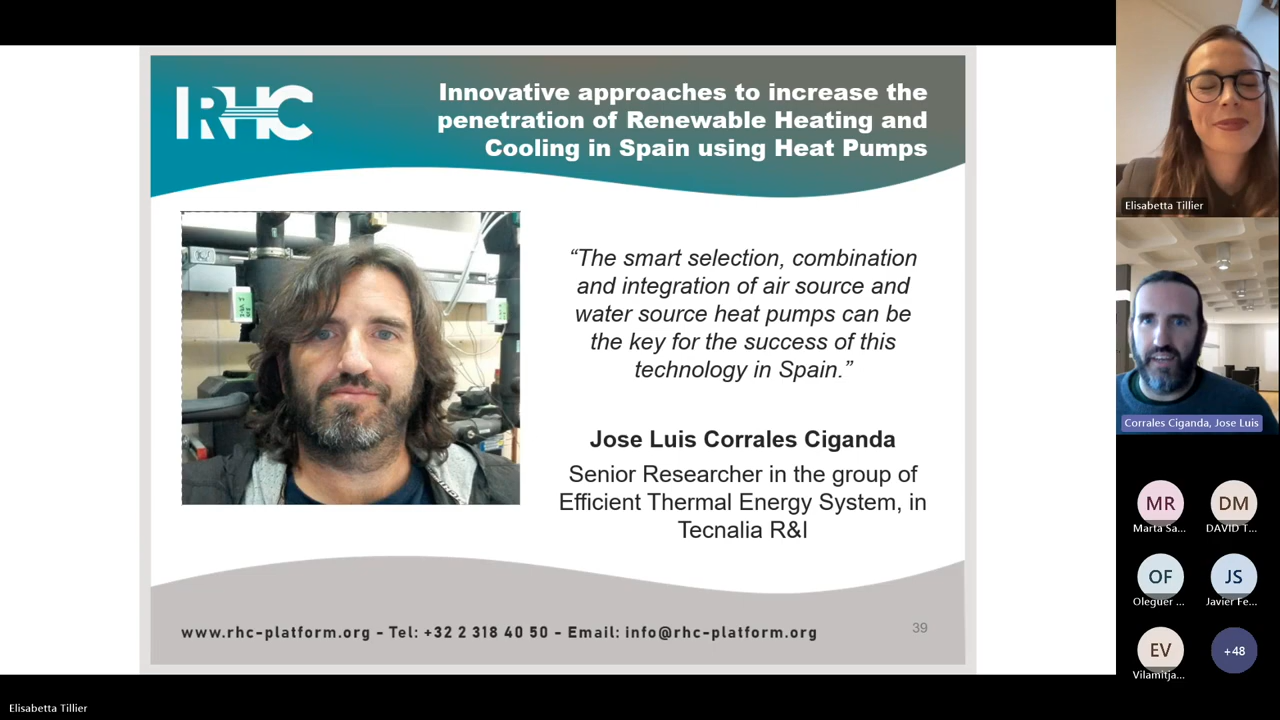 RHC
Innovative approaches to increase the
penetration of Renewable Heating and
Cooling in Spain using Heat Pumps
“The smart selection, combination
and integration of air source and
water source heat pumps can be
the key for the success of this
technology in Spain.”
Jose Luis Corrales Ciganda
Senior Researcher in the group of
Efficient Thermal Energy System, in
Tecnalia R&I
www.rhc-platform.org - Tel: +32 2 318 40 50 - Email: info@rhc-platform.org
39
Elisabetta Tillier
Corrales Ciganda, Jose Luis
MR
DM
Marta Sa...
DAVID T...
OF
JS
Oleguer ...
Javier Fe...
EV
+48
Vilamitja...
Elisabetta Tillier